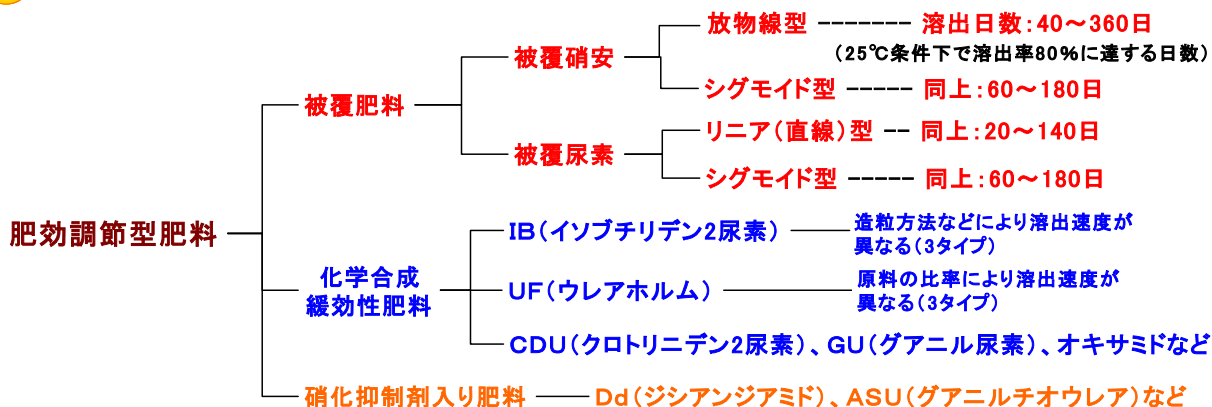 放物線型 ------- 溶出日数：40～360日
（25℃条件下で溶出率80%に達する日数）
被覆硝安
シグモイド型 ----- 同上：60～180日
被覆肥料
リニア（直線）型 -- 同上：20～140日
被覆尿素
シグモイド型 ----- 同上：60～180日
肥効調節型肥料
IB（イソブチリデン2尿素）
造粒方法などにより溶出速度が
異なる（3タイプ）
化学合成
緩効性肥料
UF（ウレアホルム）
原料の比率により溶出速度が
異なる（3タイプ）
CDU（クロトリニデン2尿素）、GU（グアニル尿素）、オキサミドなど
硝化抑制剤入り肥料
Dd（ジシアンジアミド）、ASU（グアニルチオウレア）など